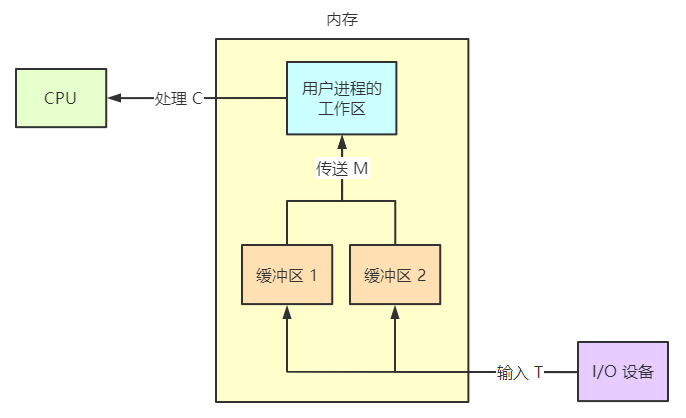 内存
CPU
处理 C
用户进程的
工作区
传送 M
缓冲区 1
缓冲区 2
输入 T
I/O 设备